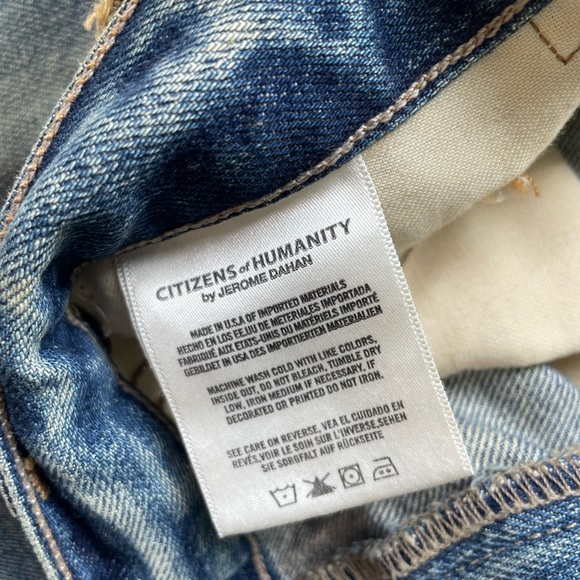 CITIZENS of HUMANITY
by JEROME DAHAN
MADE IN U.S.A OF IMPORTED MATERIALS
HECHO EN LOS EE.UU DE METERIALES IMPORTADA
FABRIQUÉ AUX ETATS-UNIS DU MATÉRIELS IMPORTÉ
GEBILDET IN USA DES IMPORTIERTEN MATERIALIEN
MACHINE WASH COLD WITH LIKE COLORS,
INSIDE OUT, DO NOT BLEACH, TUMBLE DRY
LOW, IRON MEDIUM IF NECESSARY, IF
DECORATED OR PRINTED DO NOT IRON.
SEE CARE ON REVERSE, VEA EL CUIDADO EN
REVÉS, VOIR LE SOIN SUR L'INVERSE, SEHEN
SIE SORGFALT AUF RÜCKSEITE